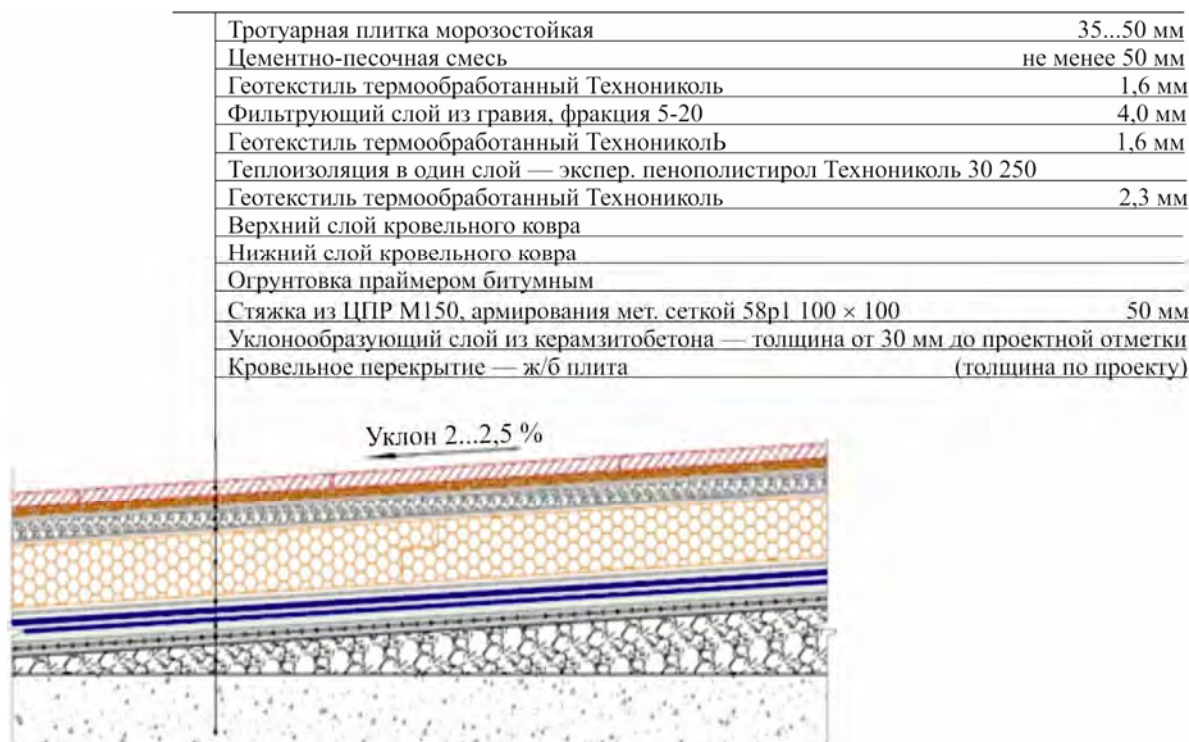 Тротуарная плитка морозостойкая 35...50 мм
Цементно-песочная смесь не менее 50 мм
Геотекстиль термообработанный Технониколь 1,6 мм
Фильтрующий слой из гравия, фракция 5-20 4,0 мм
Геотекстиль термообработанный ТехнониколЬ 1,6 мм
Теплоизоляция в один слой — экспер. пенополистирол Технониколь 30 250
Геотекстиль термообработанный Технониколь 2,3 мм
Верхний слой кровельного ковра
Нижний слой кровельного ковра
Огрунтовка праймером битумным
Стяжка из ЦПР М150, армирования мет. сеткой 58р1 100 × 100 50 мм
Уклонообразующий слой из керамзитобетона — толщина от 30 мм до проектной отметки
Кровельное перекрытие — ж/б плита (толщина по проекту)
Уклон 2...2,5 %